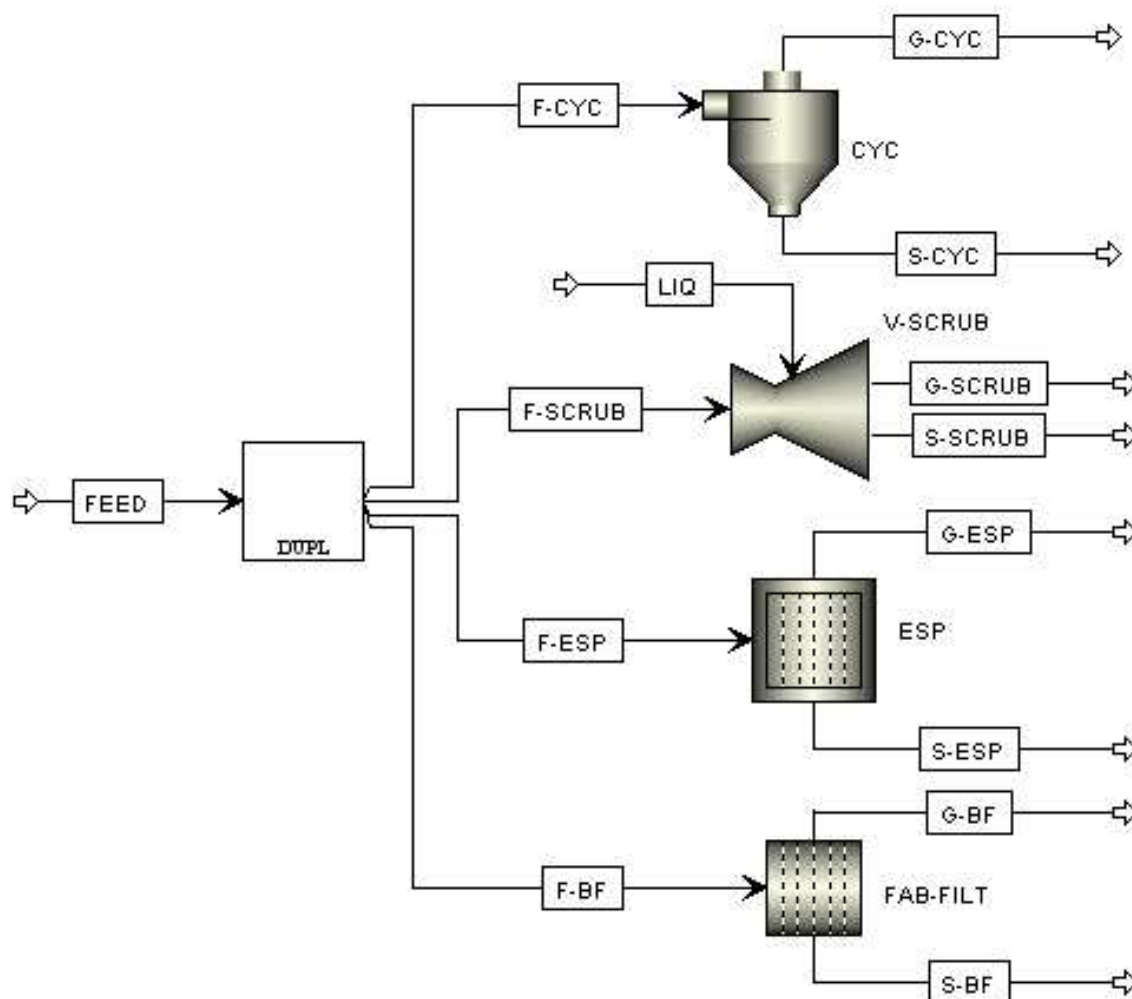 G-CYC
F-CYC
CYC
S-CYC
LIQ
V-SCRUB
G-SCRUB
F-SCRUB
S-SCRUB
FEED
DUPL
G-ESP
F-ESP
ESP
S-ESP
G-BF
F-BF
FAB-FILT
S-BF